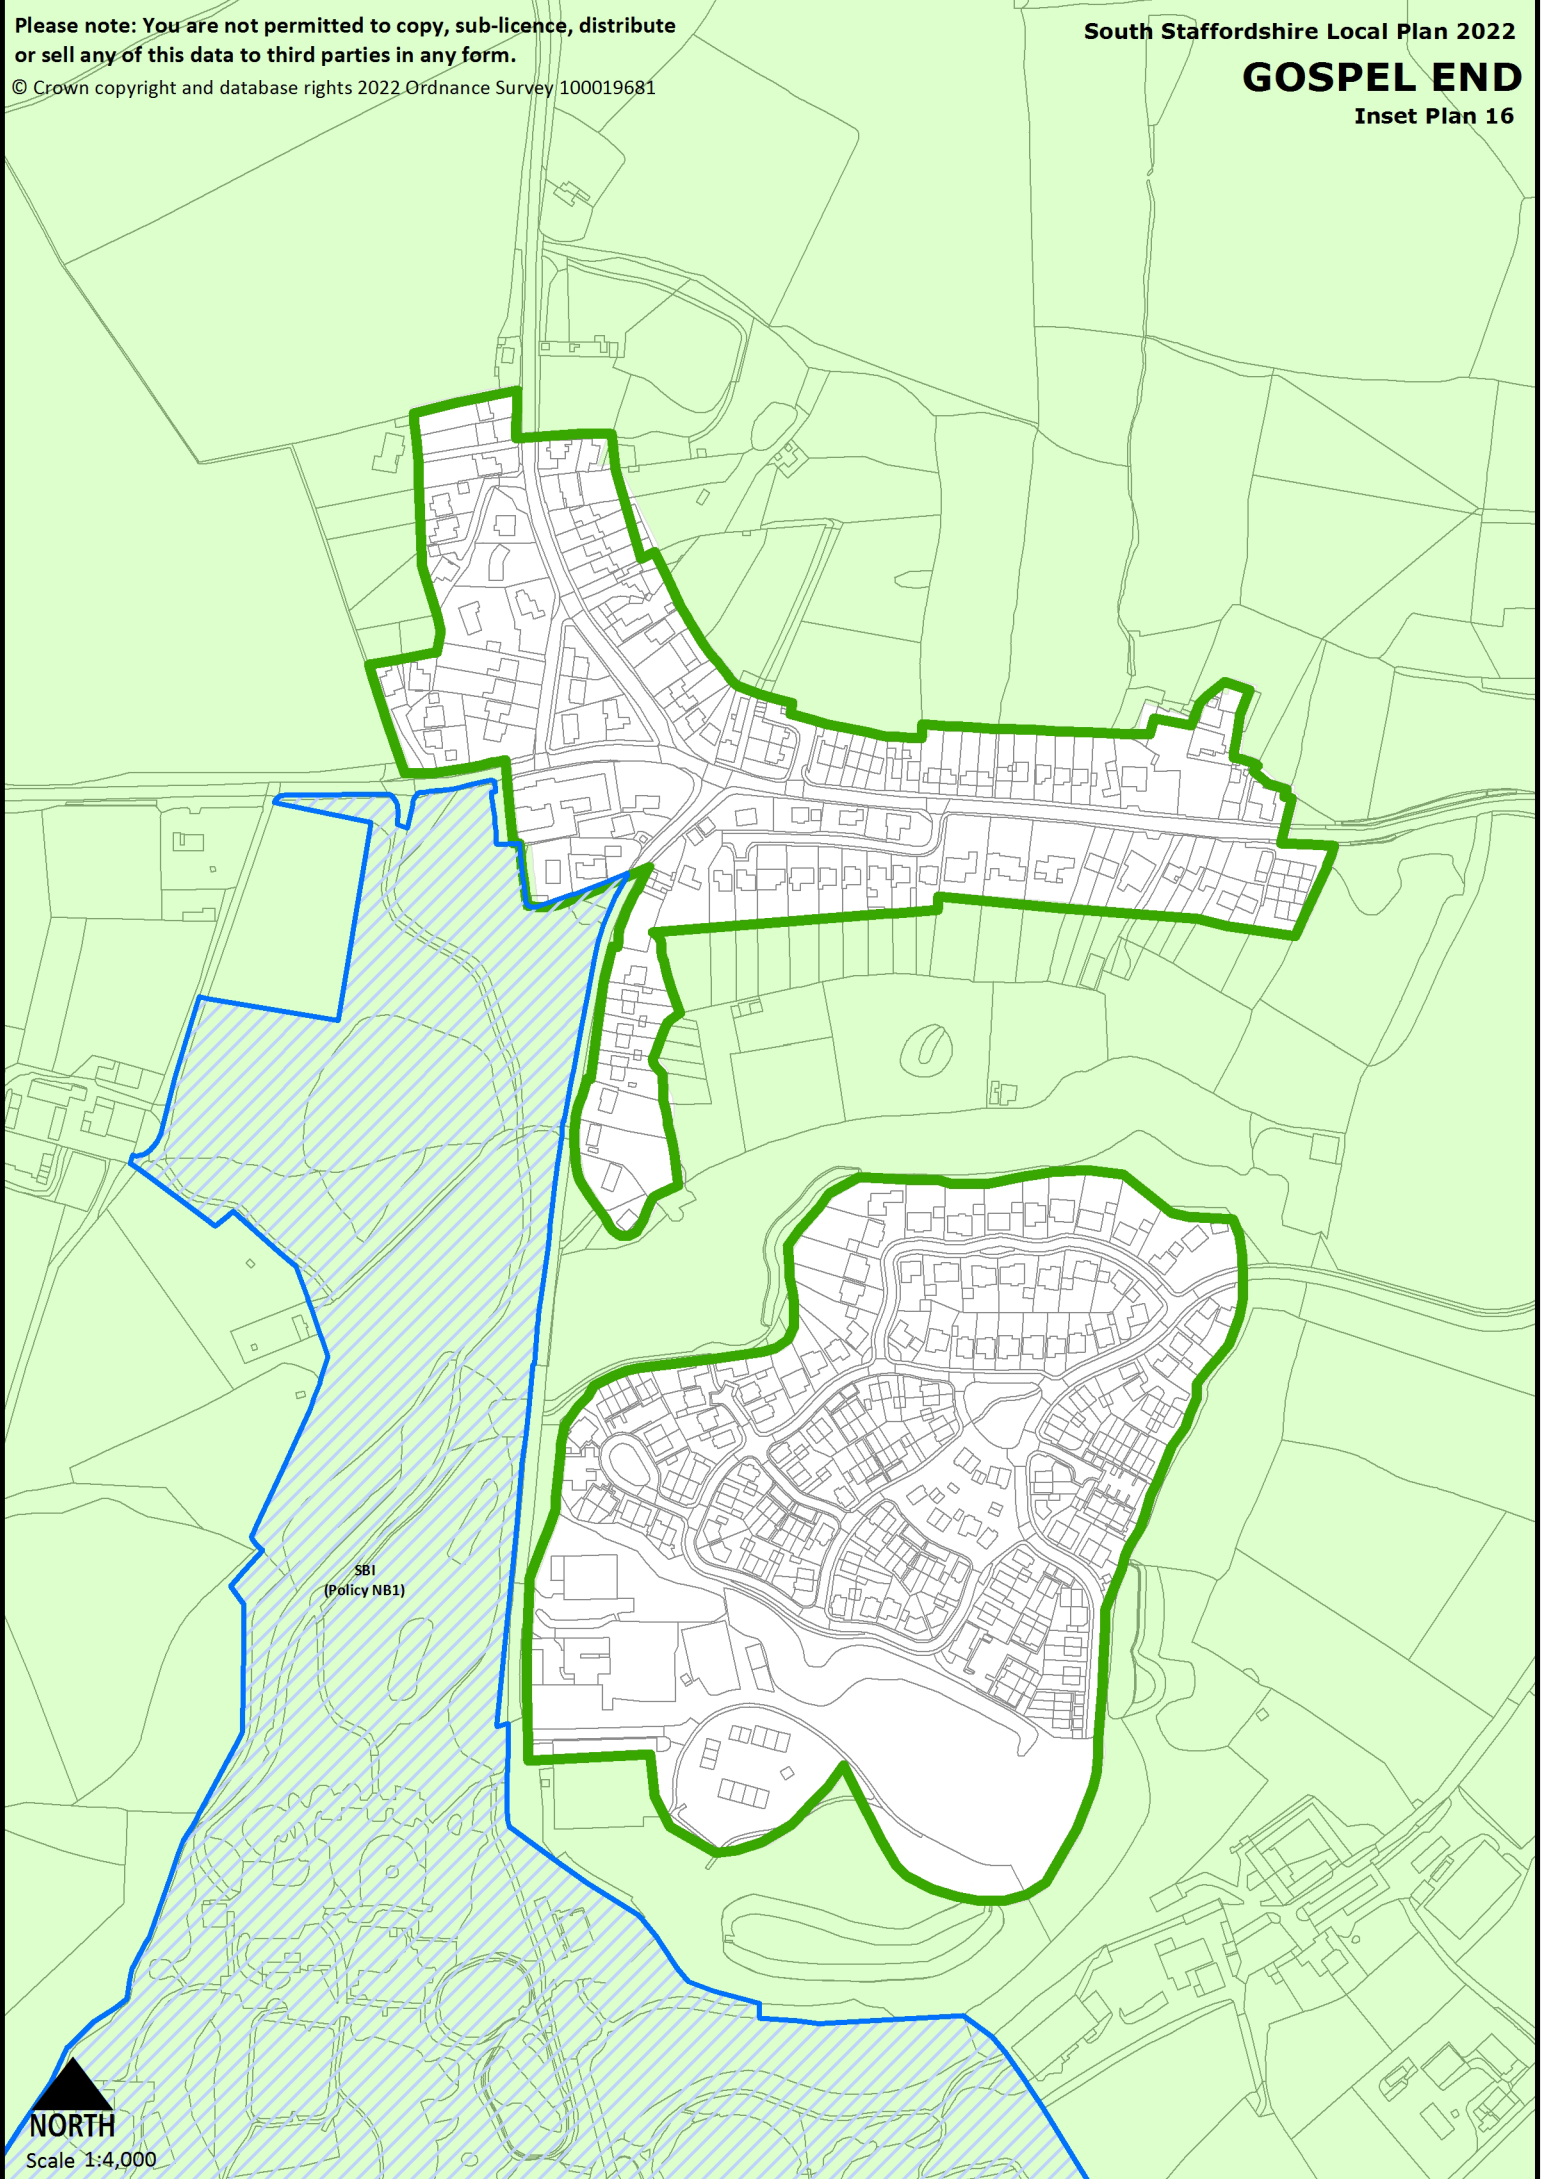 Please note: You are not permitted to copy, sub-licence, distribute
or sell any of this data to third parties in any form.
© Crown copyright and database rights 2022 Ordnance Survey 100019681
South Staffordshire Local Plan 2022
GOSPEL END
Inset Plan 16
SBI
(Policy NB1)
NORTH
Scale 1:4,000